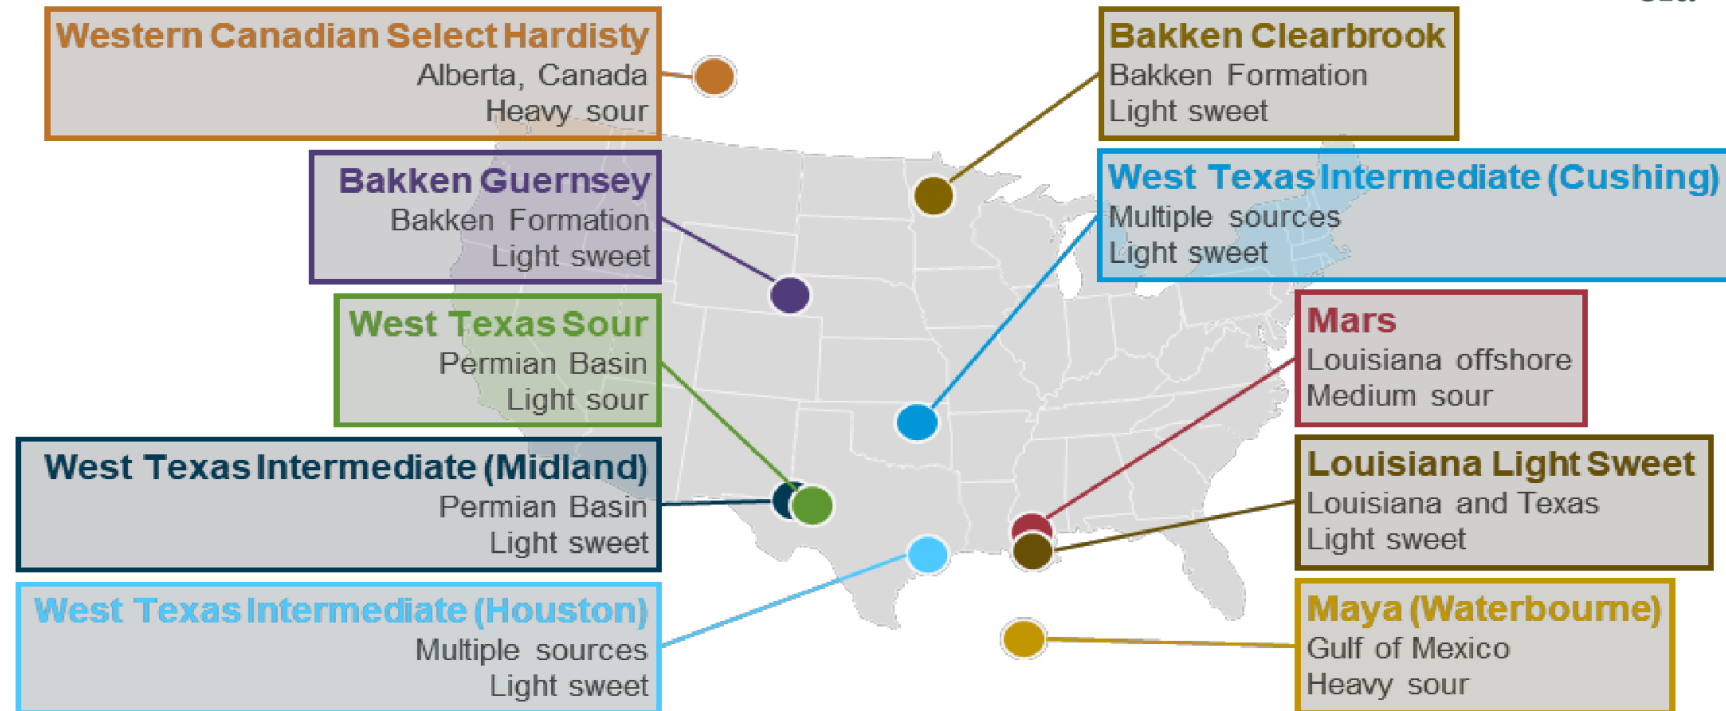 Western Canadian Select Hardisty
Alberta, Canada
Heavy sour
Bakken Guernsey
Bakken Formation
Light sweet
West Texas Sour
Permian Basin
Light sour
West Texas Intermediate (Midland)
Permian Basin
Light sweet
West Texas Intermediate (Houston)
Multiple sources
Light sweet
Bakken Clearbrook
Bakken Formation
Light sweet
West Texas Intermediate (Cushing)
Multiple sources
Light sweet
Mars
Louisiana offshore
Medium sour
Louisiana Light Sweet
Louisiana and Texas
Light sweet
Maya (Waterbourne)
Gulf of Mexico
Heavy sour